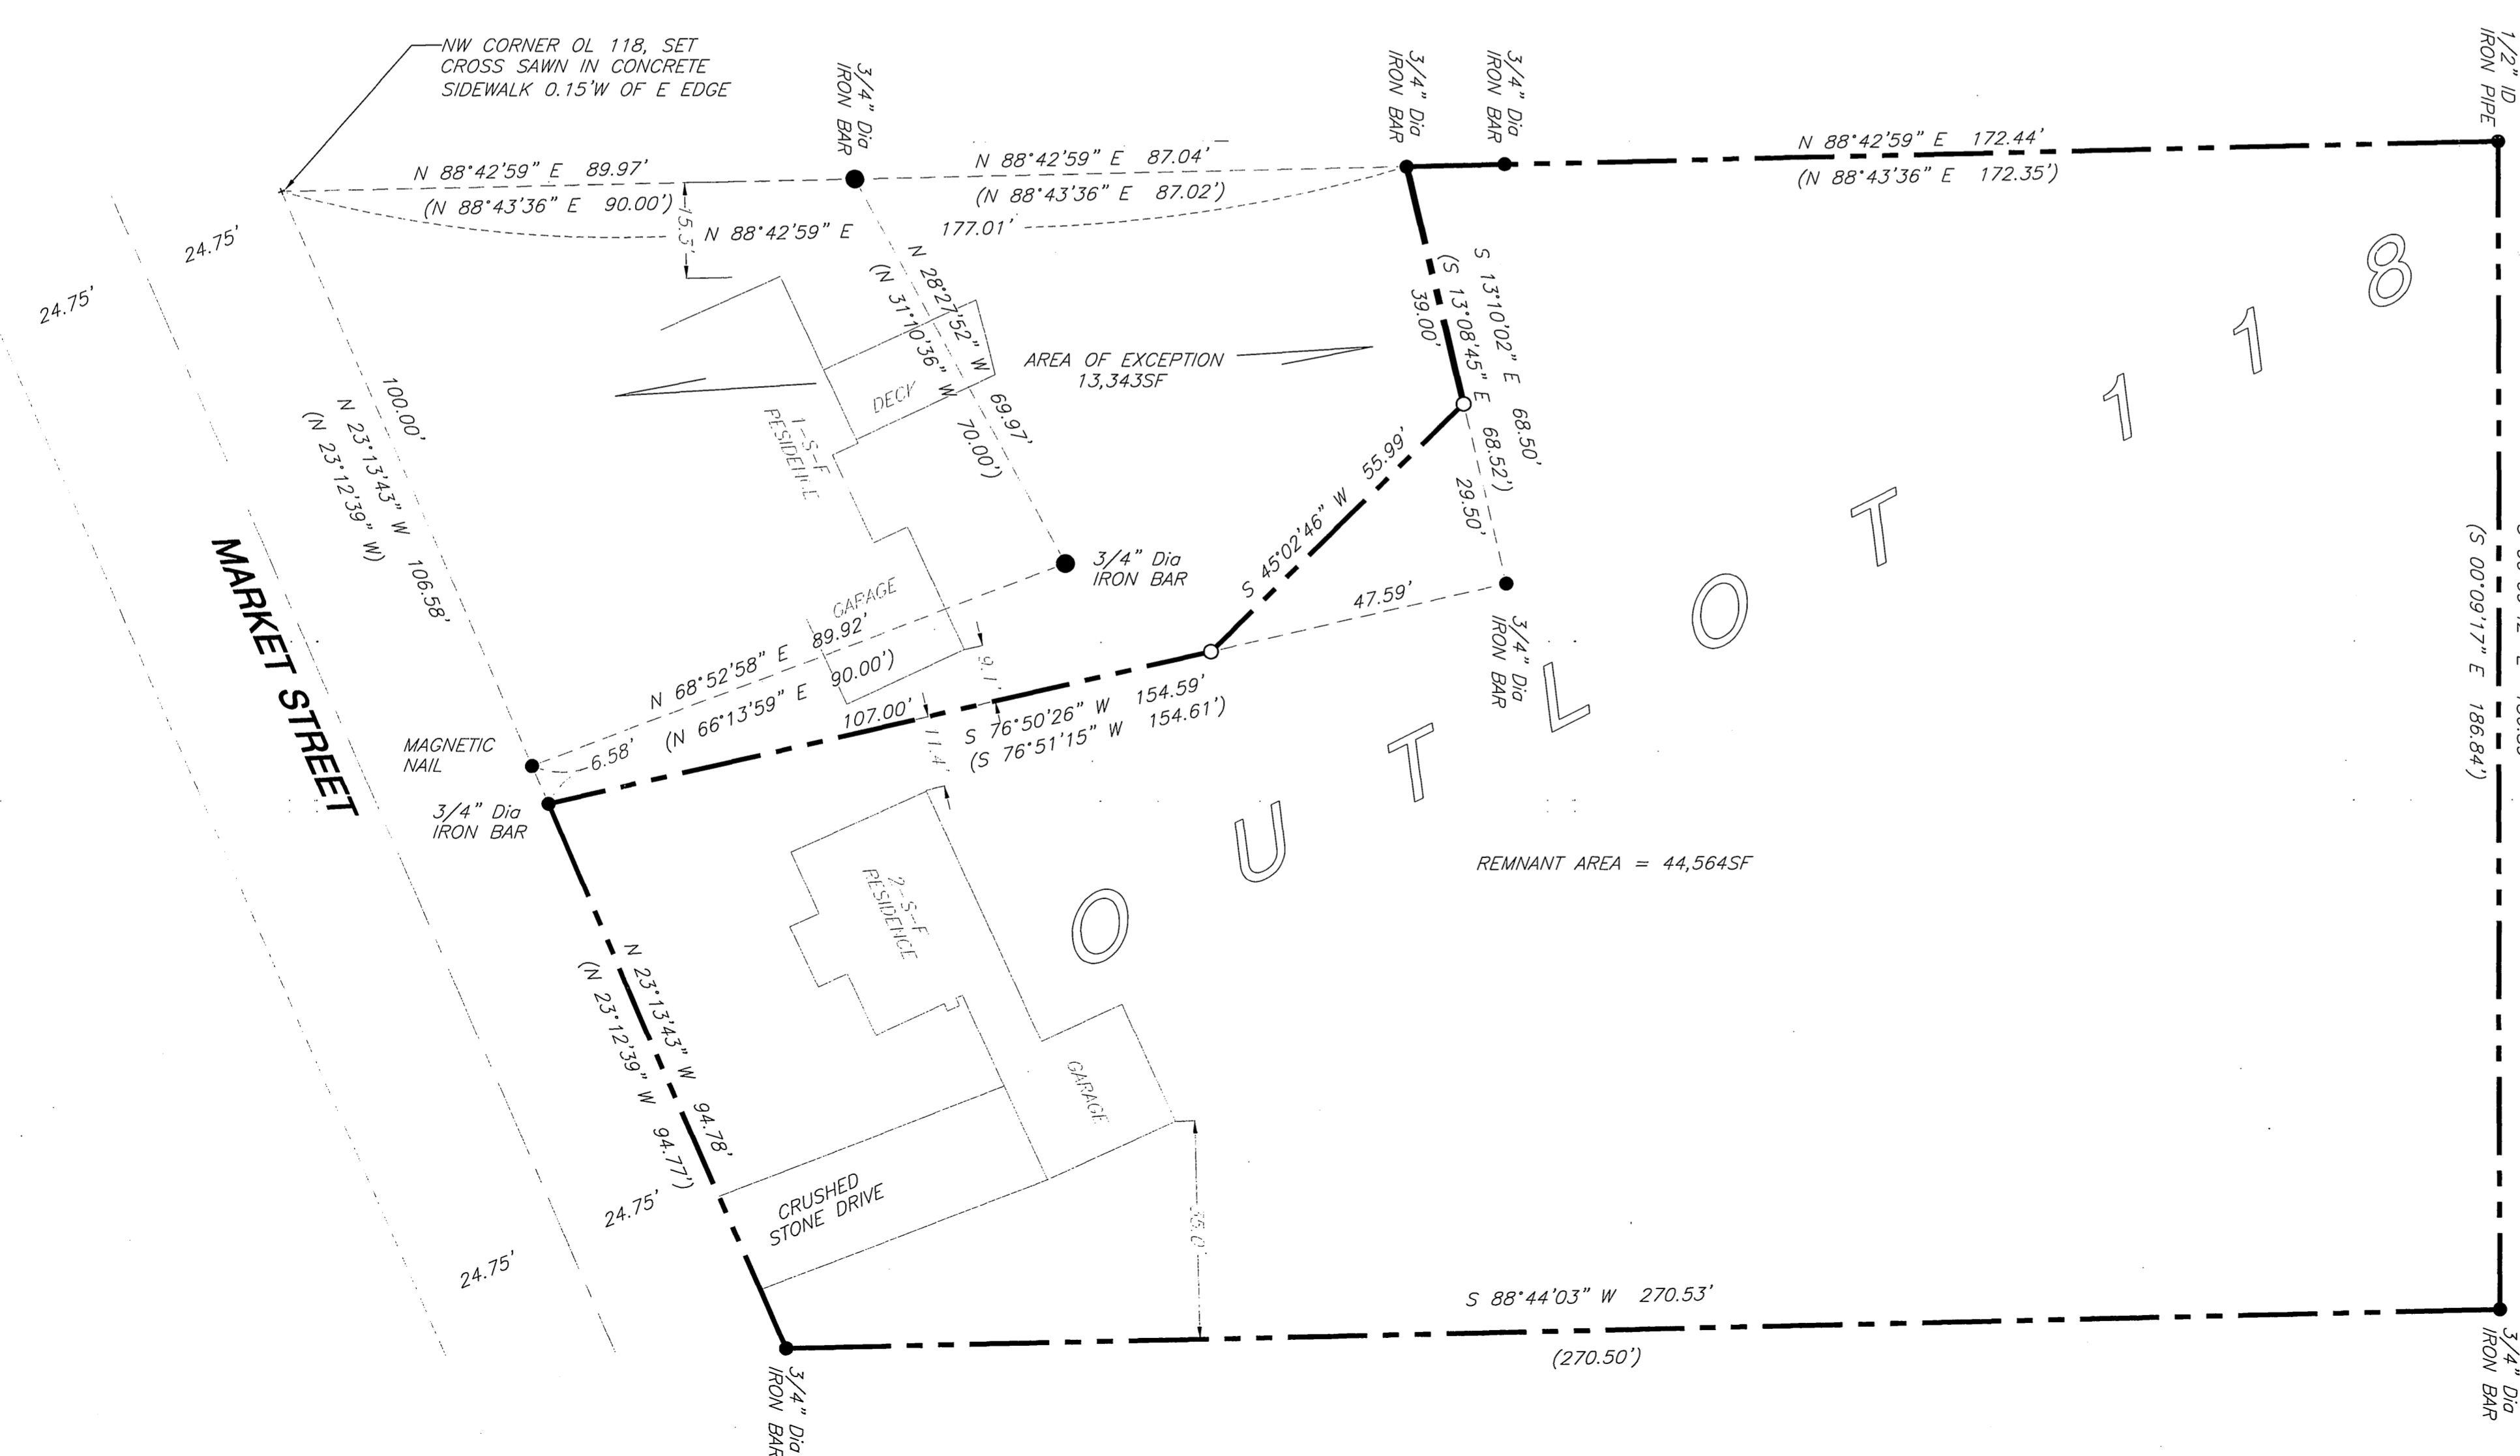 NW CORNER OL 118, SET
CROSS SAWN IN CONCRETE
SIDEWALK 0.15'W OF E EDGE
3/4" Dia
IRON BAR
3/4" Dia
IRON BAR
3/4" Dia
IRON BAR
1/2" ID
IRON PIPE
N 88°42'59" E 89.97'
(N 88°43'36" E 90.00')
N 88°42'59" E 87.04'
(N 88°43'36" E 87.02')
N 88°42'59" E 177.01'
N 88°42'59" E 172.44'
(N 88°43'36" E 172.35')
24.75'
24.75'
15.5'
N 28°27'52" W 69.97'
(N 31°10'36" W 70.00')
AREA OF EXCEPTION
13,343SF
S 13°10'02" E 68.50'
(S 13°08'45" E 68.52')
39.00'
29.50'
OUTLOT 118
DECK
1-S-F
RESIDENCE
100.00'
N 23°13'43" W 106.58'
(N 23°12'39" W)
S 45°02'46" W 55.99'
3/4" Dia
IRON BAR
47.59'
3/4" Dia
IRON BAR
(S 00°09'17" E 186.84')
MARKET STREET
GARAGE
N 68°52'58" E 89.92'
(N 66°13'59" E 90.00')
9.1'
107.00'
S 76°50'26" W 154.59'
(S 76°51'15" W 154.61')
11.4'
6.58'
MAGNETIC
NAIL
3/4" Dia
IRON BAR
REMNANT AREA = 44,564SF
2-S-F
RESIDENCE
N 23°13'43" W 94.78'
(N 23°12'39" W 94.77')
GARAGE
CRUSHED
STONE DRIVE
24.75'
24.75'
S 88°44'03" W 270.53'
(270.50')
3/4" Dia
IRON BAR
3/4" Dia
IRON BAR